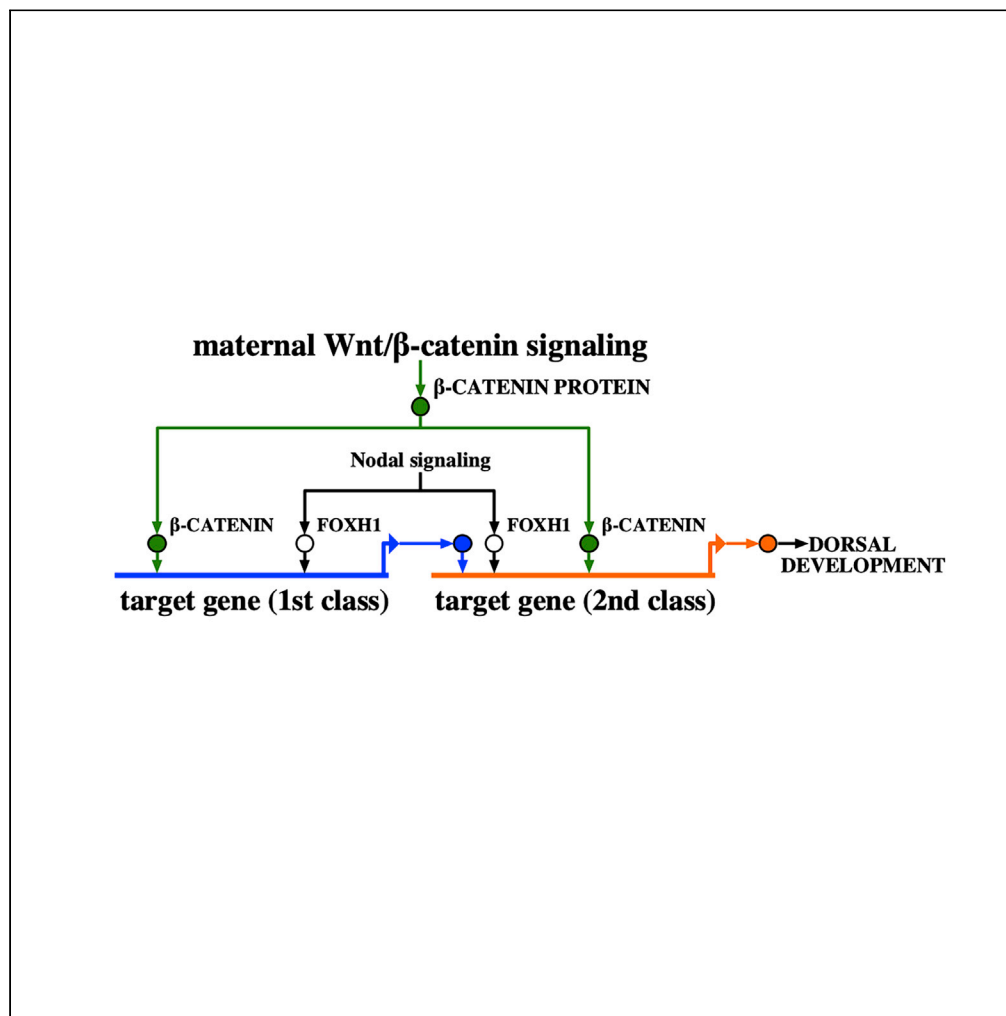 maternal Wnt/β-catenin signaling
β-CATENIN PROTEIN
Nodal signaling
β-CATENIN
FOXH1
FOXH1
β-CATENIN
DORSAL
DEVELOPMENT
target gene (1st class)
target gene (2nd class)